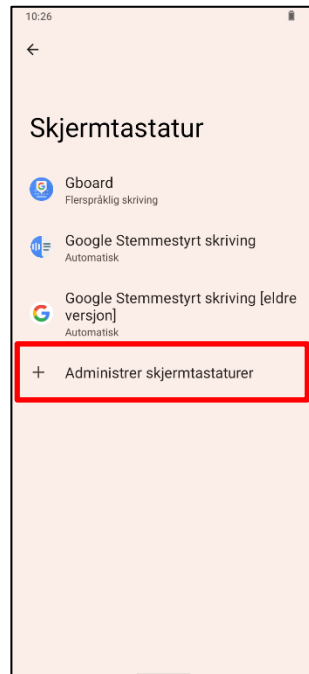 10:26
Skjermtastatur
Gboard
Flerspråklig skriving
Google Stemmestyrt skriving
Automatisk
Google Stemmestyrt skriving [eldre
versjon]
Automatisk
Administrer skjermtastaturer